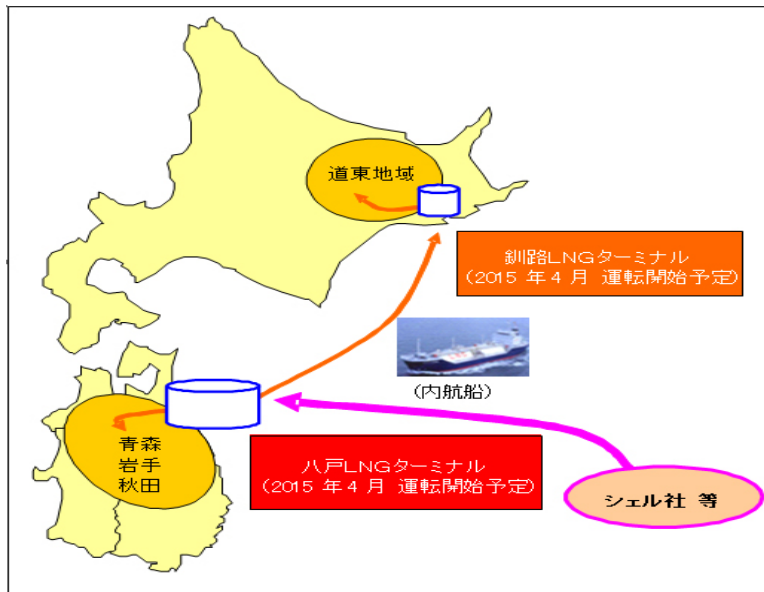 道東地域
釧路LNGターミナル
(2015 年4月 運転開始予定)
(内航船)
青森
岩手
秋田
八戸LNGターミナル
(2015 年4月 運転開始予定)
シェル社 等